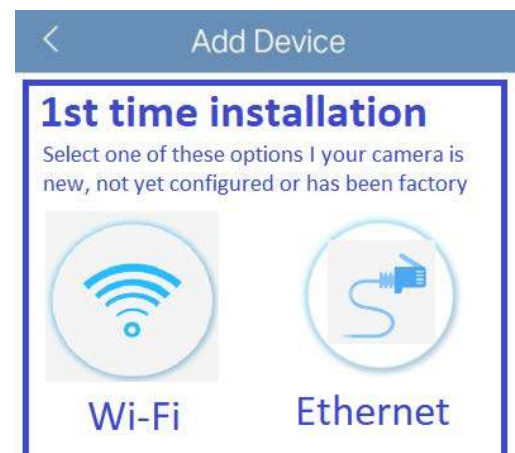 Add Device
1st time installation
Select one of these options I your camera is
new, not yet configured or has been factory
Wi-Fi Ethernet